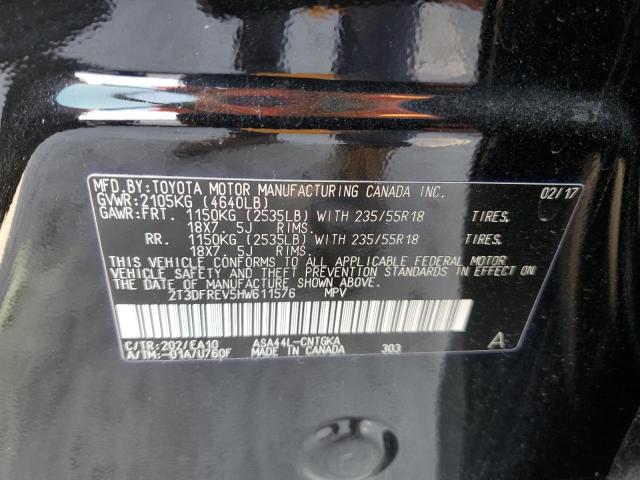 MFD.BY:TOYOTA MOTOR MANUFACTURING CANADA INC. 02/17
GVWR:2105KG (4640LB)
GAWR:FRT. 1150KG (2535LB) WITH 235/55R18 TIRES,
18X7.5J RIMS.
RR. 1150KG (2535LB) WITH 235/55R18 TIRES,
18X7.5J RIMS.
THIS VEHICLE CONFORMS TO ALL APPLICABLE FEDERAL MOTOR
VEHICLE SAFETY AND THEFT PREVENTION STANDARDS IN EFFECT ON
THE DATE OF MANUFACTURE SHOWN ABOVE.
2T3DFREV5HW611576 MPV
C/TR:202/EA10 ASA44L-CNTGKA
A/TM:-01A/U760F MADE IN CANADA 303 A